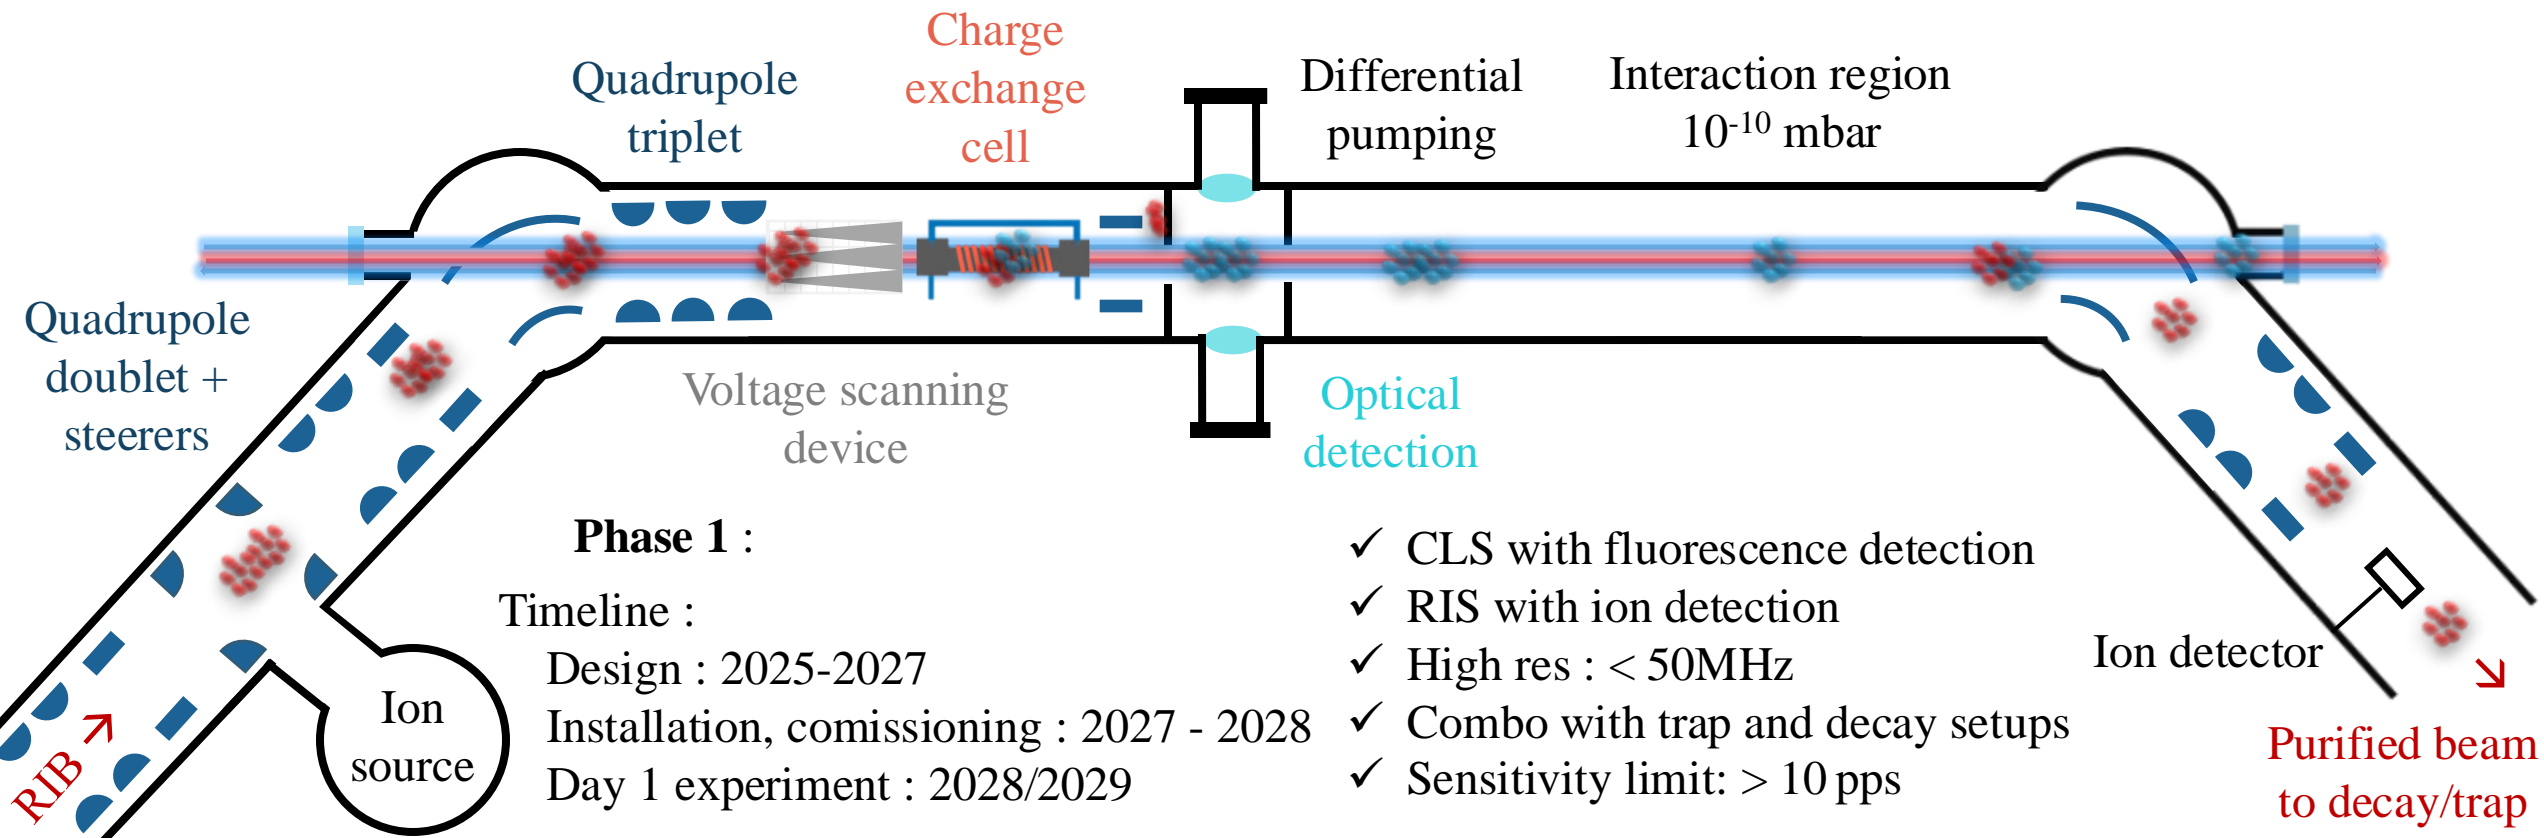 Charge
exchange
cell
Quadrupole
triplet
Differential
pumping
Interaction region
10⁻¹⁰ mbar
Quadrupole
doublet +
steerers
Voltage scanning
device
Optical
detection
Phase 1 :
Timeline :
Design : 2025-2027
Installation, comissioning : 2027 - 2028
Day 1 experiment : 2028/2029
✓ CLS with fluorescence detection
✓ RIS with ion detection
✓ High res : < 50MHz
✓ Combo with trap and decay setups
✓ Sensitivity limit: > 10 pps
Ion detector
Ion
source
RIB
Purified beam
to decay/trap